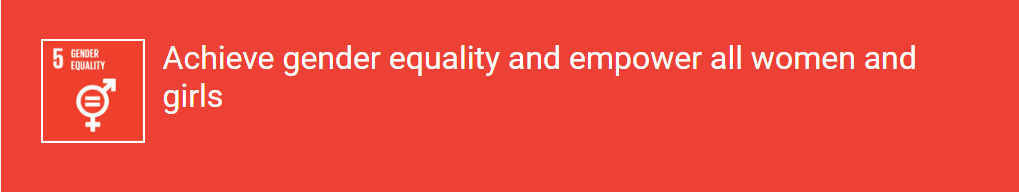 5 GENDER
EQUALITY
Achieve gender equality and empower all women and
girls